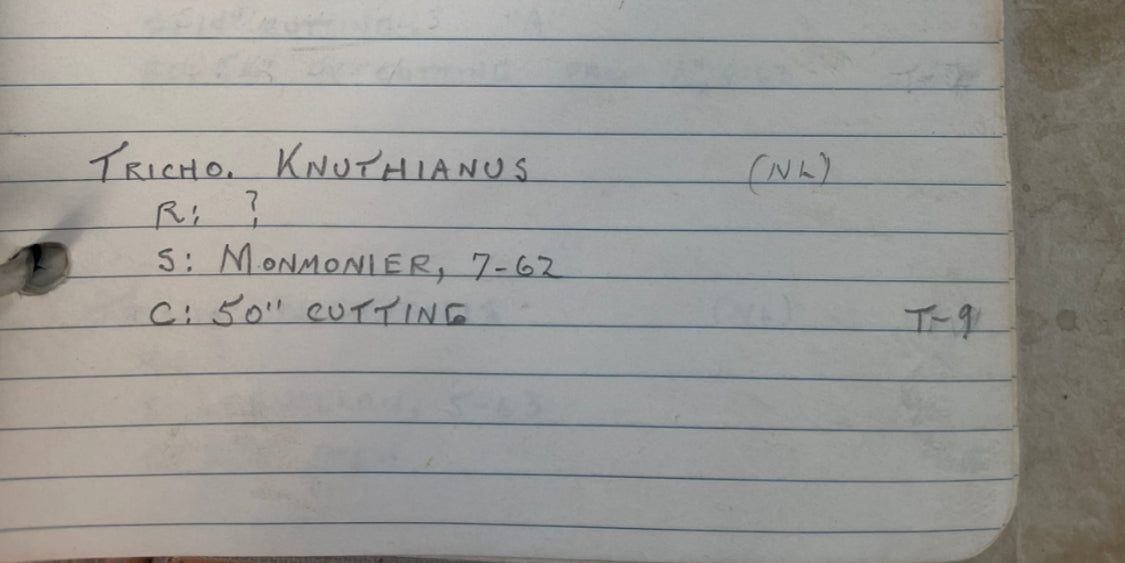 TRICHO. KNUTHIANUS (NL)
R: ?
S: MONMONIER, 7-62
C: 50" CUTTING T-9